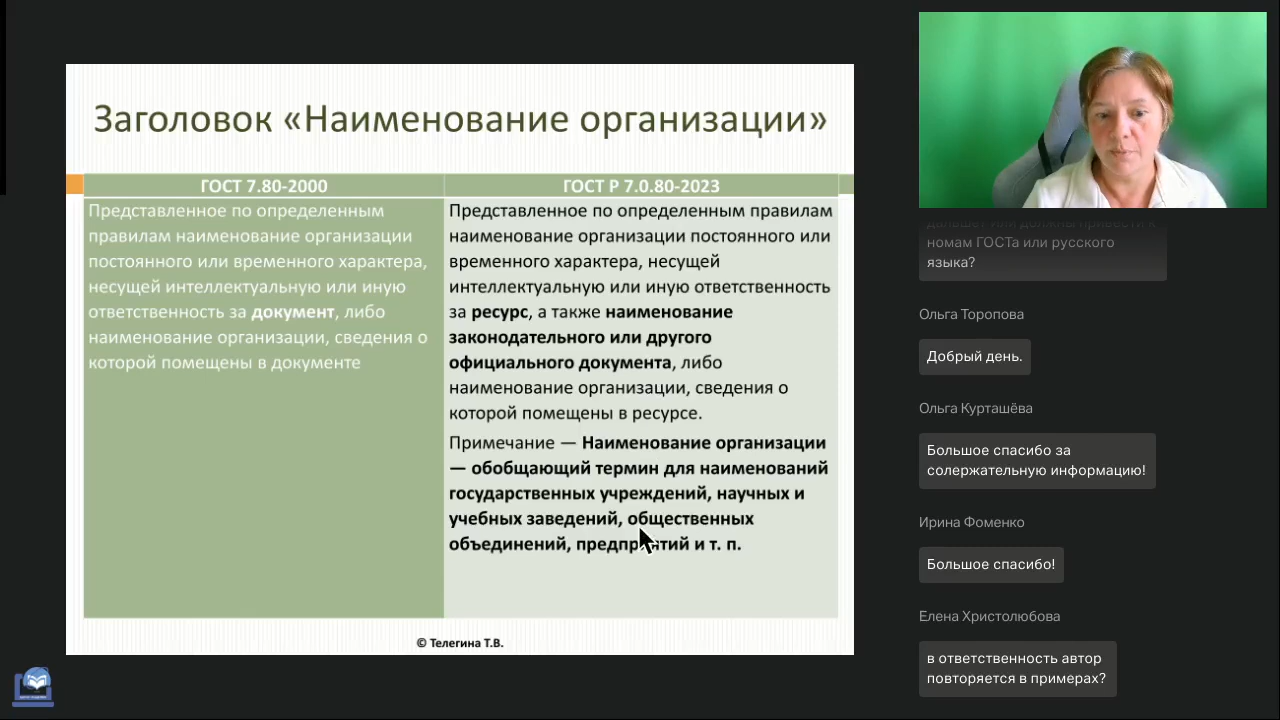 Заголовок «Наименование организации»
ГОСТ 7.80-2000
Представленное по определенным
правилам наименование организации
постоянного или временного характера,
несущей интеллектуальную или иную
ответственность за документ, либо
наименование организации, сведения о
которой помещены в документе
ГОСТ Р 7.0.80-2023
Представленное по определенным правилам
наименование организации постоянного или
временного характера, несущей
интеллектуальную или иную ответственность
за ресурс, а также наименование
законодательного или другого
официального документа, либо
наименование организации, сведения о
которой помещены в ресурсе.
Примечание — Наименование организации
— обобщающий термин для наименований
государственных учреждений, научных и
учебных заведений, общественных
объединений, предприятий и т. п.
© Телегина Т.В.
номам ГОСТа или русского
языка?
Ольга Торопова
Добрый день.
Ольга Курташёва
Большое спасибо за
солержательную информацию!
Ирина Фоменко
Большое спасибо!
Елена Христолюбова
в ответственность автор
повторяется в примерах?